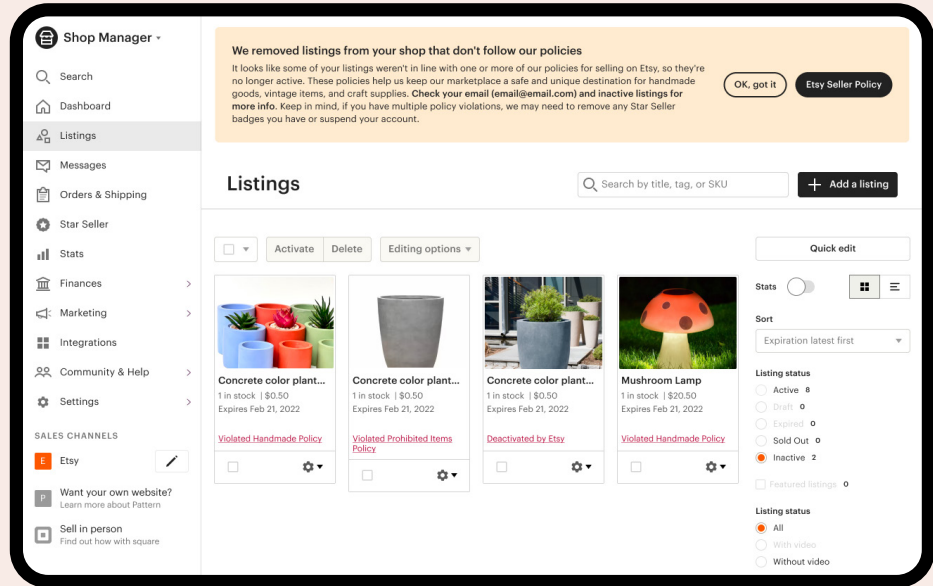 Shop Manager
Search
Dashboard
Listings
Messages
Orders & Shipping
Star Seller
Stats
Finances
Marketing
Integrations
Community & Help
Settings
SALES CHANNELS
E Etsy
P Want your own website?
Learn more about Pattern
Sell in person
Find out how with square
We removed listings from your shop that don't follow our policies
It looks like some of your listings weren't in line with one or more of our policies for selling on Etsy, so they're
no longer active. These policies help us keep our marketplace a safe and unique destination for handmade
goods, vintage items, and craft supplies. Check your email (email@email.com) and inactive listings for
more info. Keep in mind, if you have multiple policy violations, we may need to remove any Star Seller
badges you have or suspend your account.
OK, got it
Etsy Seller Policy
Listings
Search by title, tag, or SKU
+ Add a listing
Activate
Delete
Editing options
Concrete color plant...
1 in stock | $0.50
Expires Feb 21, 2022
Violated Handmade Policy
Concrete color plant...
1 in stock | $0.50
Expires Feb 21, 2022
Violated Prohibited Items
Policy
Concrete color plant...
1 in stock | $0.50
Expires Feb 21, 2022
Deactivated by Etsy
Mushroom Lamp
1 in stock | $20.50
Expires Feb 21, 2022
Violated Handmade Policy
Quick edit
Stats
Sort
Expiration latest first
Listing status
Active 8
Draft 0
Expired 0
Sold Out 0
Inactive 2
Featured listings 0
Listing status
All
With video
Without video